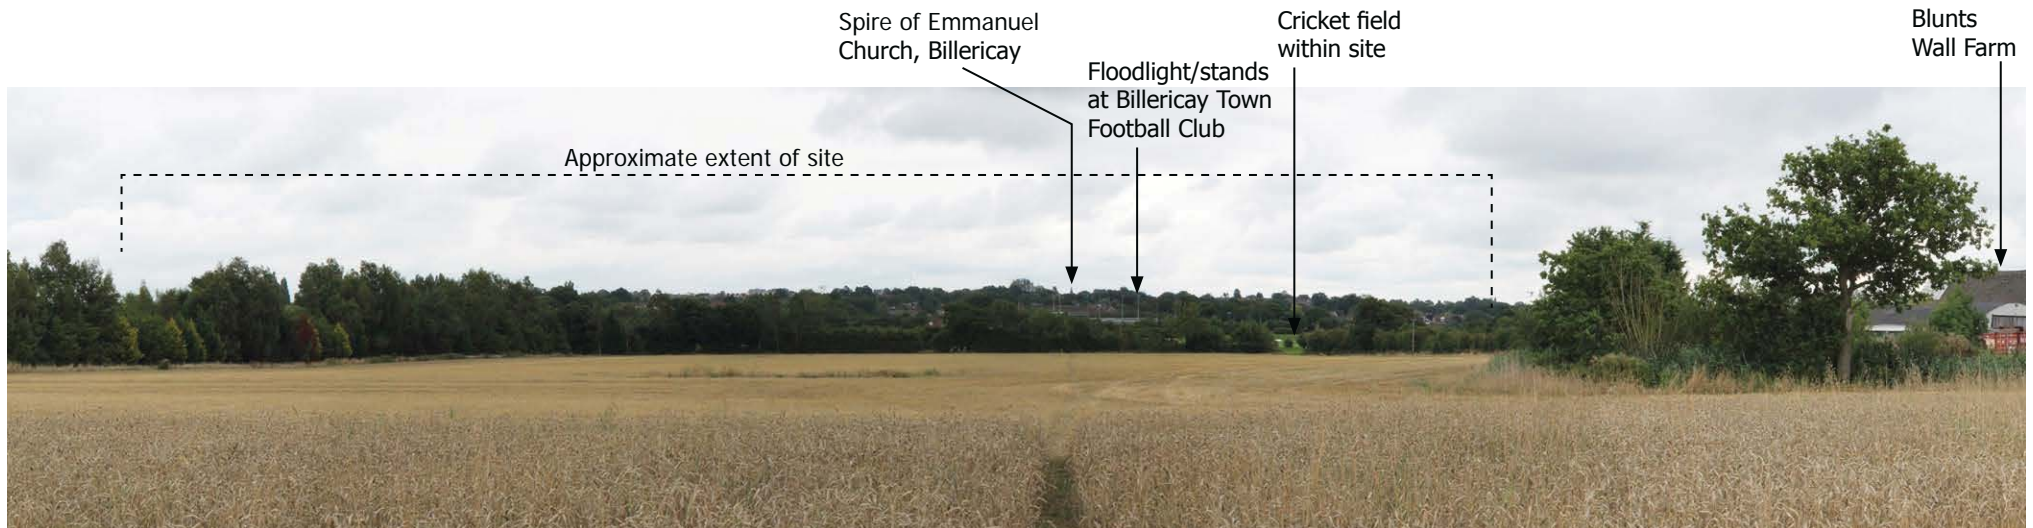 Spire of Emmanuel
Church, Billericay
Floodlight/stands
at Billericay Town
Football Club
Cricket field
within site
Blunts
Wall Farm
Approximate extent of site